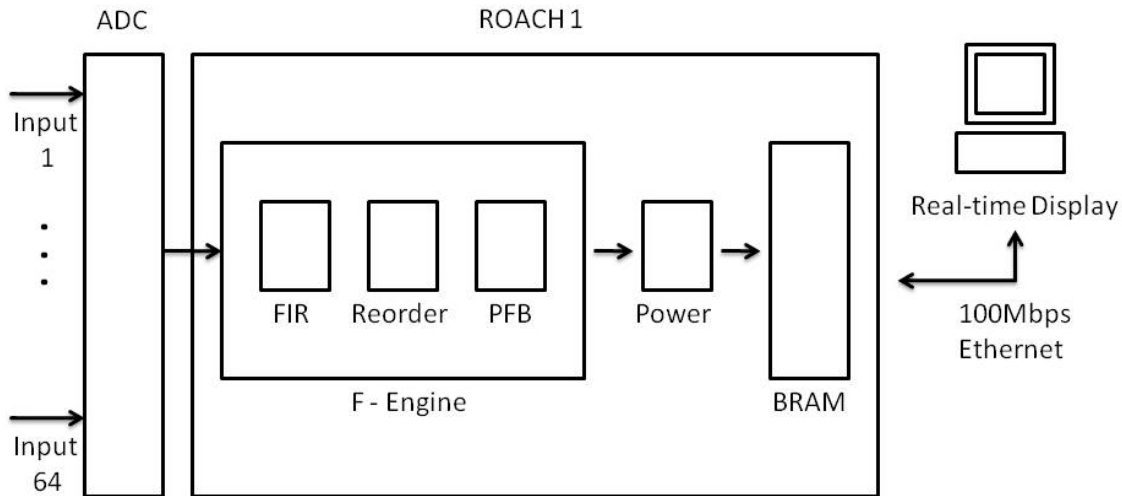 ADC
ROACH 1
Input
1
Input
64
FIR
Reorder
PFB
F - Engine
Power
BRAM
Real-time Display
100Mbps
Ethernet